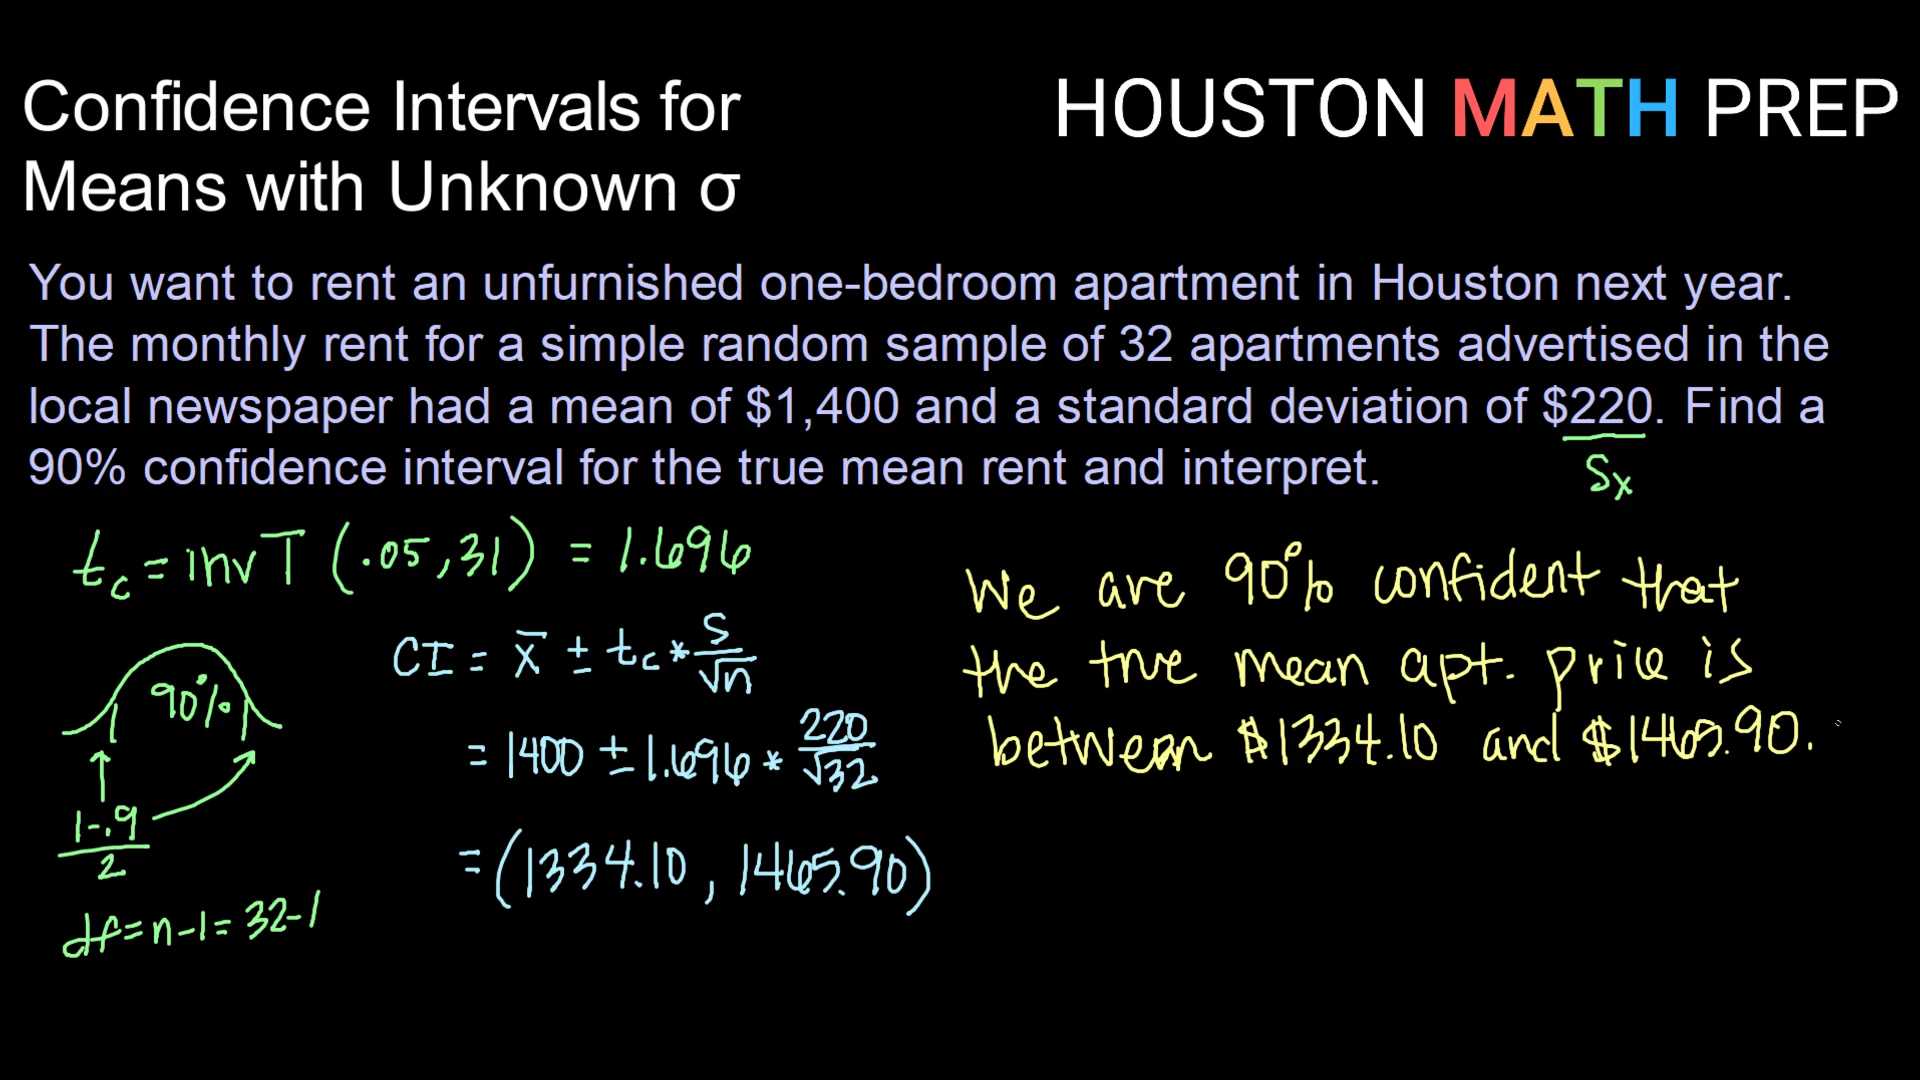 Confidence Intervals for
Means with Unknown σ
HOUSTON MATH PREP
You want to rent an unfurnished one-bedroom apartment in Houston next year.
The monthly rent for a simple random sample of 32 apartments advertised in the
local newspaper had a mean of $1,400 and a standard deviation of $220. Find a
90% confidence interval for the true mean rent and interpret.
Sx
tc = invT (.05, 31) = 1.696
90%
1-.9
2
df = n-1 = 32-1
CI = x̄ ± tc * s/√n
= 1400 ± 1.696 * 220/√32
= (1334.10, 1465.90)
We are 90% confident that
the true mean apt. price is
between $1334.10 and $1465.90.